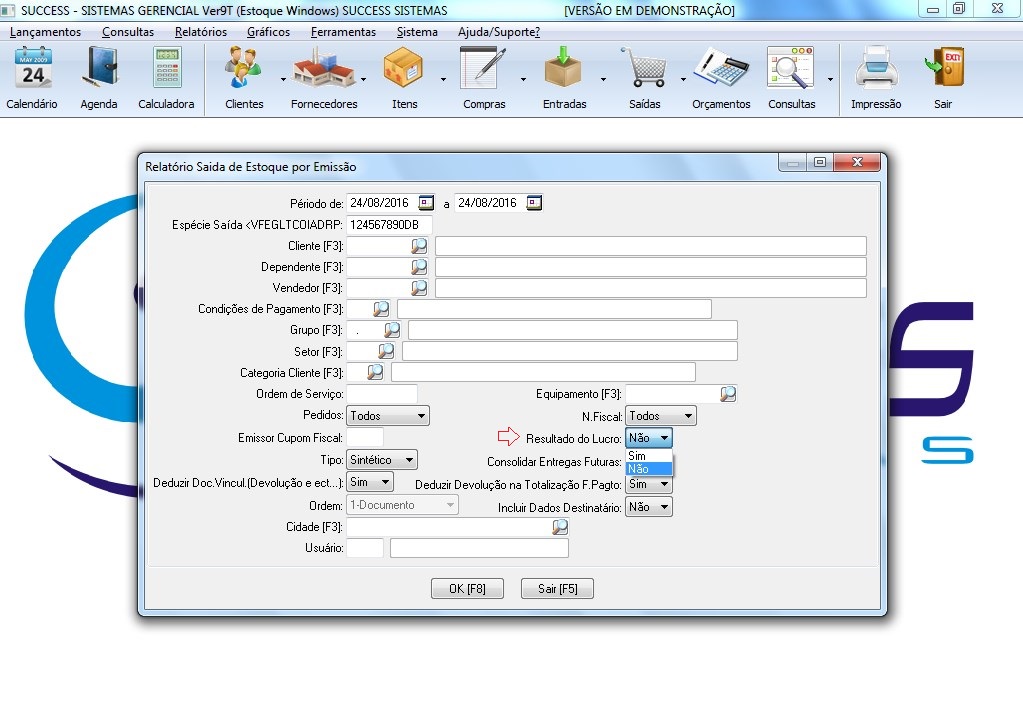 SUCCESS - SISTEMAS GERENCIAL Ver9T (Estoque Windows) SUCCESS SISTEMAS [VERSÃO EM DEMONSTRAÇÃO]
Lançamentos Consultas Relatórios Gráficos Ferramentas Sistema Ajuda/Suporte?
MAY 2009
24
EXIT
Calendário Agenda Calculadora Clientes Fornecedores Itens Compras Entradas Saídas Orçamentos Consultas Impressão Sair
Relatório Saida de Estoque por Emissão
Périodo de: 24/08/2016 a 24/08/2016
Espécie Saída <VFEGLTCOIADRP: 124567890DB
Cliente [F3]:
Dependente [F3]:
Vendedor [F3]:
Condições de Pagamento [F3]:
Grupo [F3]: .
Setor [F3]:
Categoria Cliente [F3]:
Ordem de Serviço: Equipamento [F3]:
Pedidos: Todos N.Fiscal: Todos
Emissor Cupom Fiscal: Resultado do Lucro: Não
Sim
Tipo: Sintético Consolidar Entregas Futuras: Não
Deduzir Doc.Vincul.(Devolução e ect...): Sim Deduzir Devolução na Totalização F.Pagto: Sim
Ordem: 1-Documento Incluir Dados Destinatário: Não
Cidade [F3]:
Usuário:
OK [F8] Sair [F5]
S
S